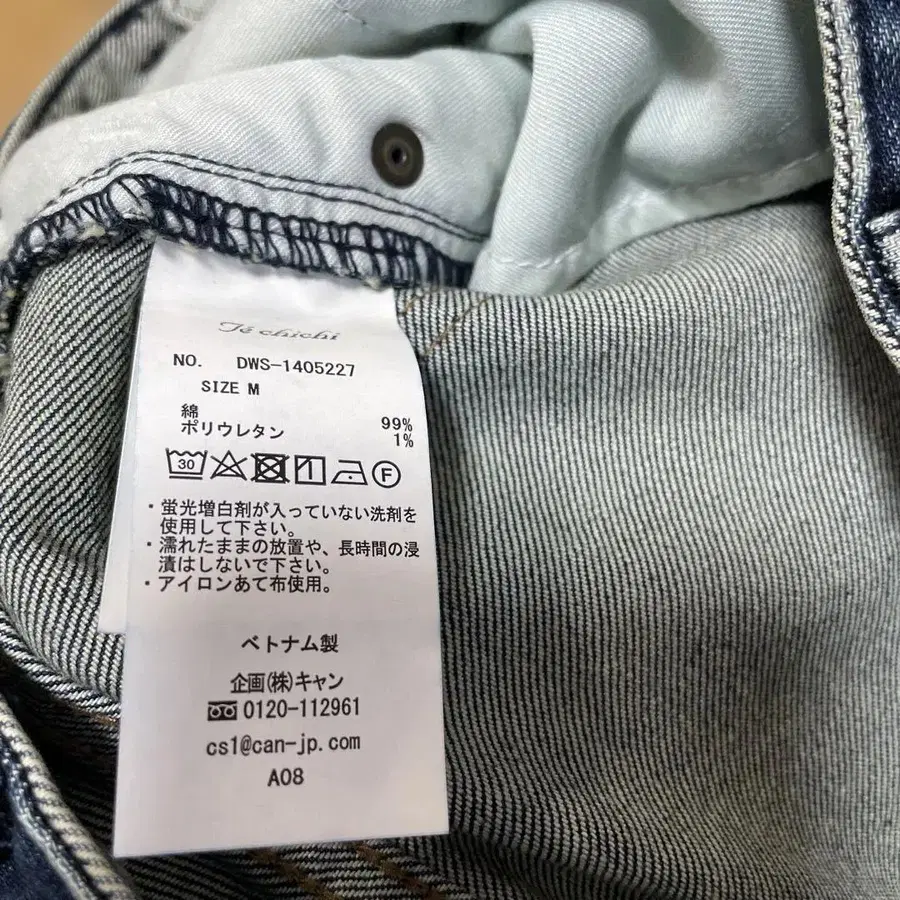 Té chichi
NO. DWS-1405227
SIZE M
綿 99%
ポリウレタン 1%
30 F
・蛍光増白剤が入っていない洗剤を
使用して下さい。
・濡れたままの放置や、長時間の浸
漬はしないで下さい。
・アイロンあて布使用。
ベトナム製
企画(株)キャン
0120-112961
cs1@can-jp.com
A08